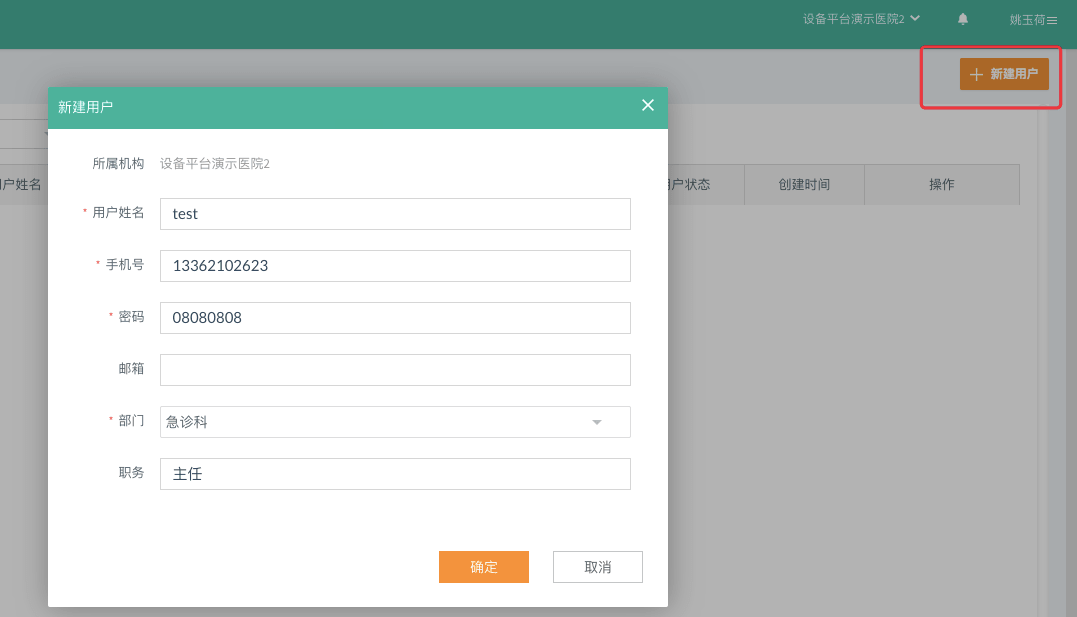 设备平台演示医院2
姚玉荷
新建用户
新建用户
所属机构 设备平台演示医院2
户姓名
户状态
创建时间
操作
* 用户姓名 test
* 手机号 13362102623
* 密码 08080808
邮箱
* 部门 急诊科
职务 主任
确定
取消